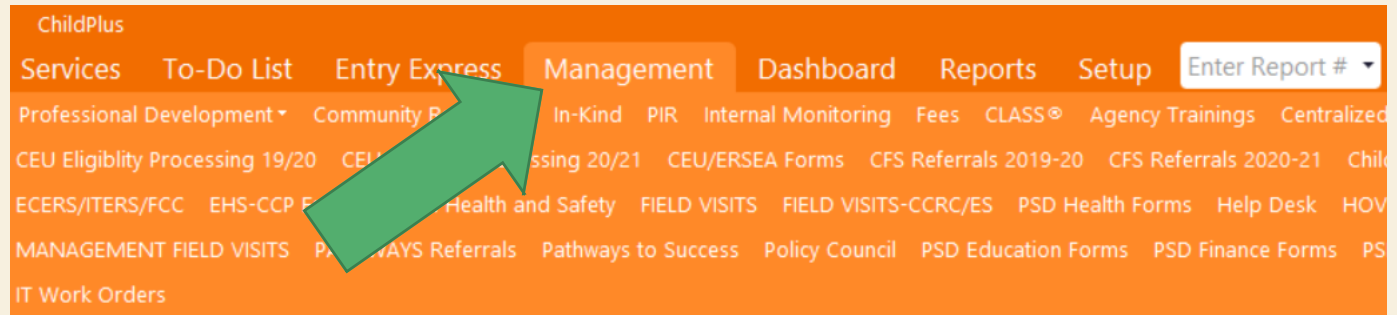 ChildPlus
Services To-Do List Entry Express Management Dashboard Reports Setup Enter Report #
Professional Development Community In-Kind PIR Internal Monitoring Fees CLASS® Agency Trainings Centralized
CEU Eligiblity Processing 19/20 CEU 20/21 CEU/ERSEA Forms CFS Referrals 2019-20 CFS Referrals 2020-21
ECERS/ITERS/FCC EHS-CCP Health and Safety FIELD VISITS FIELD VISITS-CCRC/ES PSD Health Forms Help Desk HOV
MANAGEMENT FIELD VISITS Referrals Pathways to Success Policy Council PSD Education Forms PSD Finance Forms PS
IT Work Orders